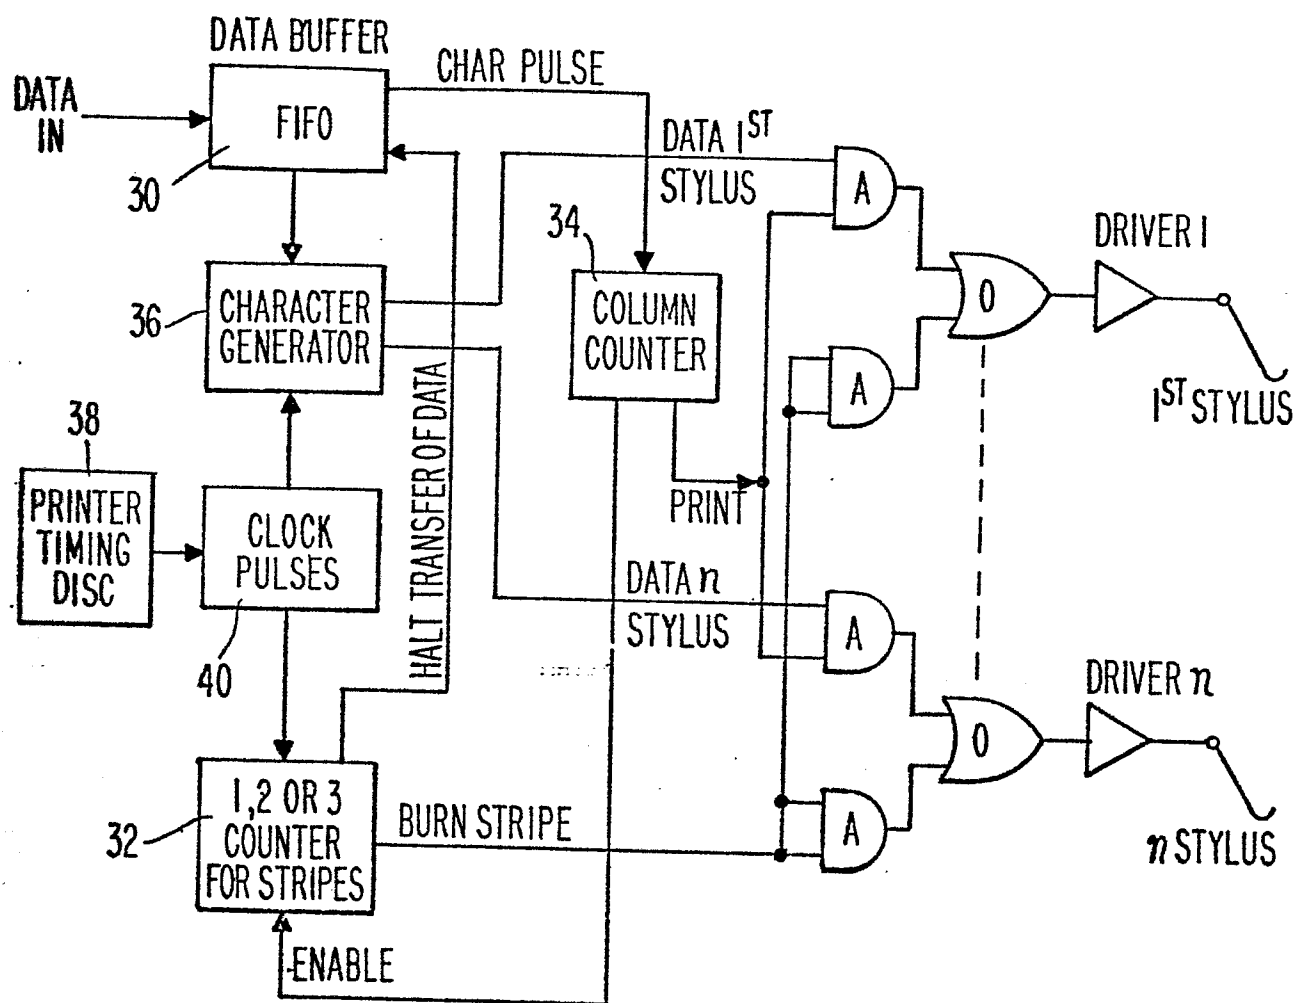 DATA BUFFER
DATA
IN
FIFO
30
CHAR PULSE
DATA 1ST
STYLUS
A
34
COLUMN
COUNTER
36
CHARACTER
GENERATOR
O
DRIVER 1
1ST STYLUS
A
HALT TRANSFER OF DATA
38
PRINTER
TIMING
DISC
CLOCK
PULSES
40
PRINT
DATA n
STYLUS
A
O
DRIVER n
n STYLUS
32
1,2 OR 3
COUNTER
FOR STRIPES
BURN STRIPE
A
ENABLE